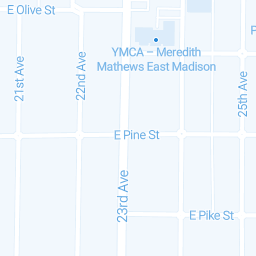 E Olive St
YMCA – Meredith
Mathews East Madison
21st Ave
22nd Ave
25th Ave
E Pine St
23rd Ave
E Pike St